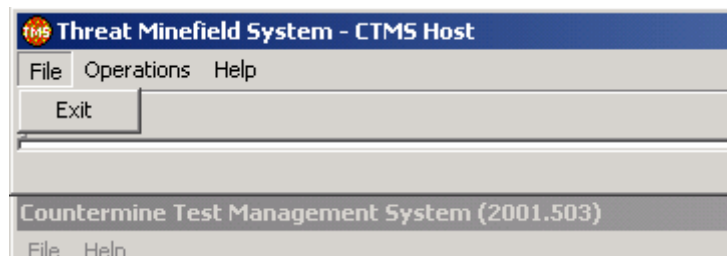 TMS Threat Minefield System - CTMS Host
File Operations Help
Exit
Countermine Test Management System (2001.503)
File Help